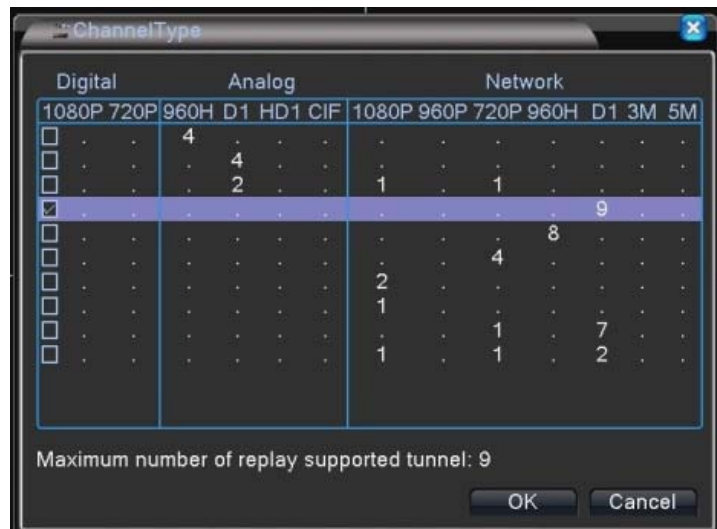 ChannelType
Digital Analog Network
1080P 720P 960H D1 HD1 CIF 1080P 960P 720P 960H D1 3M 5M
. . 4 . . . . . . . . . .
. . . 4 . . . . . . . . .
. . . 2 . . 1 . 1 . . . .
. . . . . . . . . . 9 . .
. . . . . . . . . 8 . . .
. . . . . . . . 4 . . . .
. . . . . . 2 . . . . . .
. . . . . . 1 . . . . . .
. . . . . . . . 1 . 7 . .
. . . . . . 1 . 1 . 2 . .
Maximum number of replay supported tunnel: 9
OK Cancel